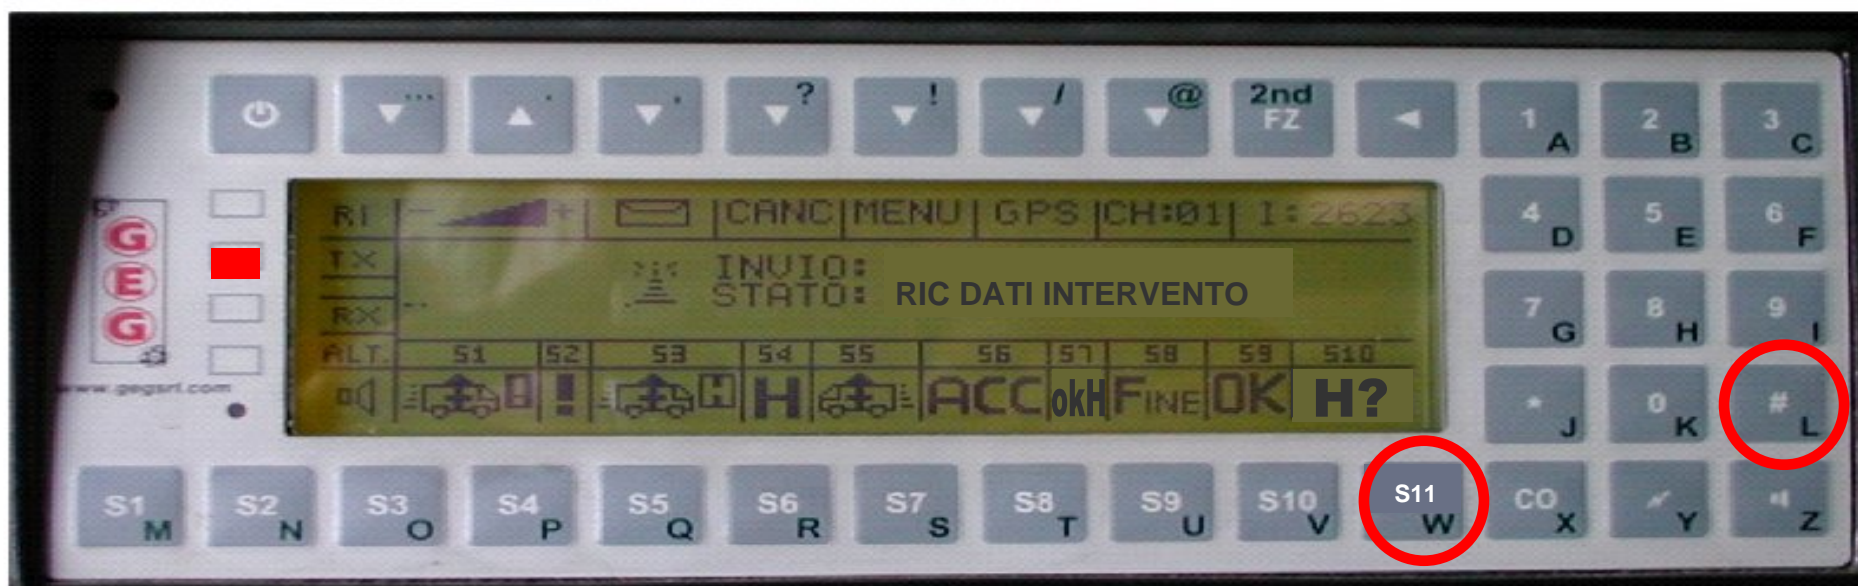 ... . , ? ! / @ 2nd FZ 1 A 2 B 3 C
RI - + CANC MENU GPS CH:01 I: 2623
4 D 5 E 6 F
TX INVIO:
STATO: RIC DATI INTERVENTO
RX
7 G 8 H 9 I
ALT. S1 S2 S3 S4 S5 S6 S7 S8 S9 S10
! H H ACC okH FINE OK H?
* J 0 K # L
G
E
G
www.gegsrl.com
S1 M S2 N S3 O S4 P S5 Q S6 R S7 S S8 T S9 U S10 V S11 W CO X Y Z